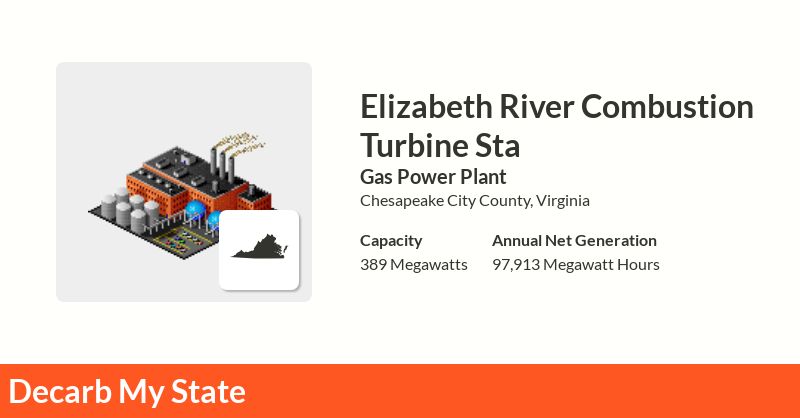 Elizabeth River Combustion
Turbine Sta
Gas Power Plant
Chesapeake City County, Virginia
Capacity
389 Megawatts
Annual Net Generation
97,913 Megawatt Hours
Decarb My State